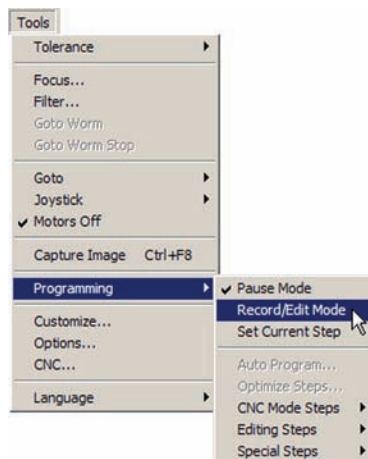 Tools
Tolerance
Focus...
Filter...
Goto Worm
Goto Worm Stop
Goto
Joystick
Motors Off
Capture Image Ctrl+F8
Programming
Customize...
Options...
CNC...
Language
Pause Mode
Record/Edit Mode
Set Current Step
Auto Program...
Optimize Steps...
CNC Mode Steps
Editing Steps
Special Steps